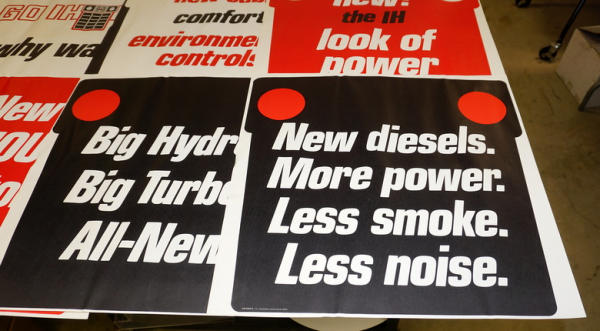 GO IH
why wa
new
comfort
environme
controls
new!
the IH
look of
power
New
Big Hydr
Big Turbo
All-New
New diesels.
More power.
Less smoke.
Less noise.